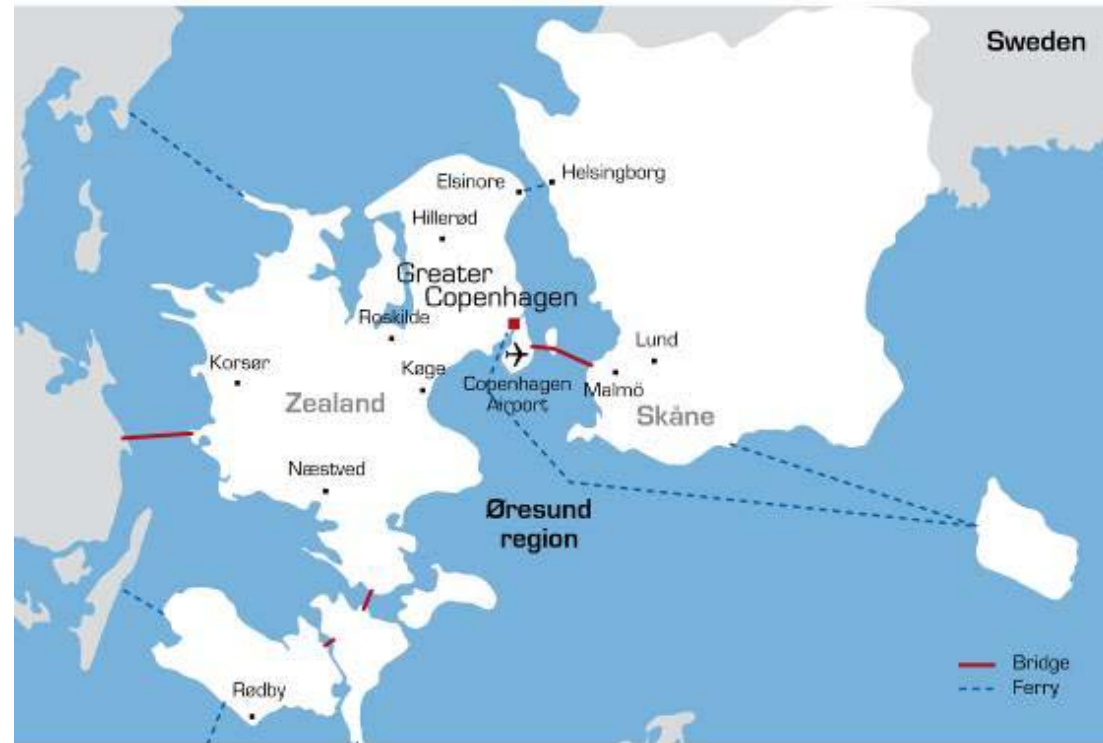 Sweden
Helsingborg
Elsinore
Hillerød
Greater
Copenhagen
Roskilde
Lund
Korsør
Køge
Copenhagen
Airport
Malmö
Zealand
Skåne
Næstved
Øresund
region
Bridge
Rødby
Ferry